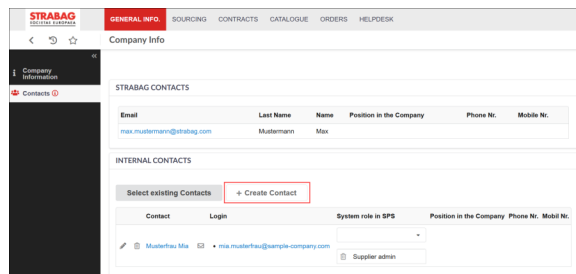 STRABAG
SOCIETAS EUROPAEA
GENERAL INFO. SOURCING CONTRACTS CATALOGUE ORDERS HELPDESK
Company Info
Company Information
Contacts
STRABAG CONTACTS
Email Last Name Name Position in the Company Phone Nr. Mobile Nr.
max.mustermann@strabag.com Mustermann Max
INTERNAL CONTACTS
Select existing Contacts + Create Contact
Contact Login System role in SPS Position in the Company Phone Nr. Mobil Nr.
Musterfrau Mia • mia.musterfrau@sample-company.com
Supplier admin